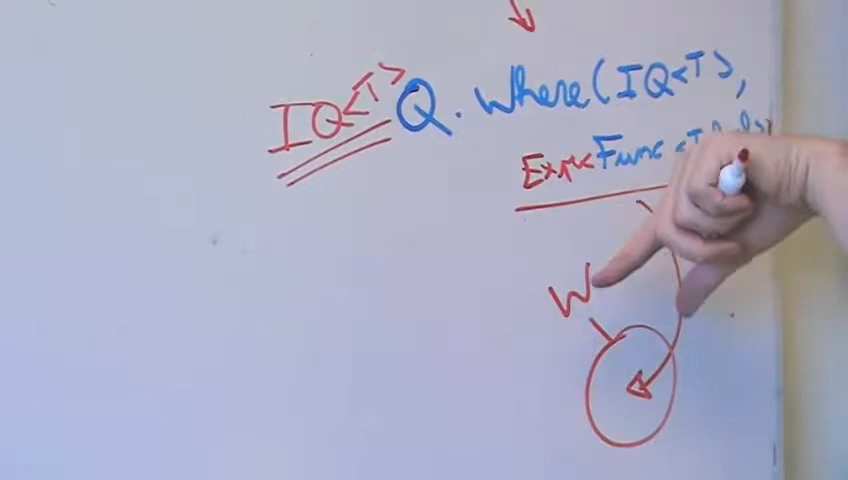 IQ<T> Q. Where (IQ<T>,
Expr< Func <T
W